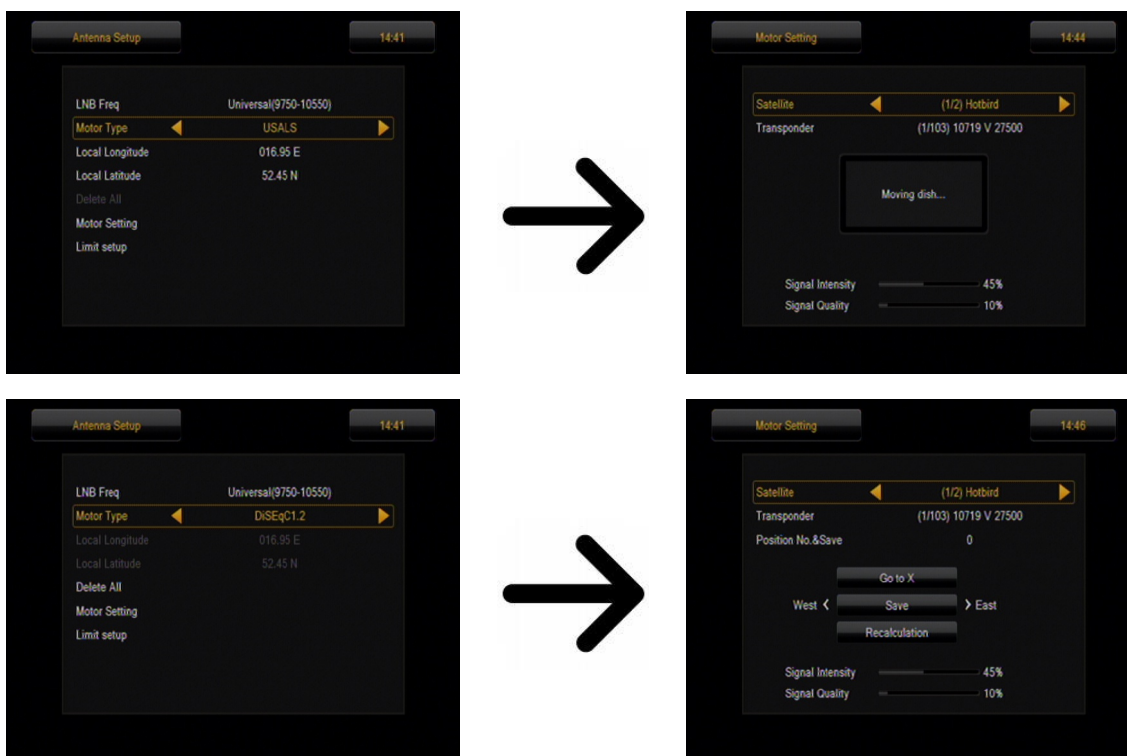 Antenna Setup 14:41
LNB Freq Universal(9750-10550)
Motor Type USALS
Local Longitude 016.95 E
Local Latitude 52.45 N
Delete All
Motor Setting
Limit setup
Motor Setting 14:44
Satellite (1/2) Hotbird
Transponder (1/103) 10719 V 27500
Moving dish...
Signal Intensity 45%
Signal Quality 10%
Antenna Setup 14:41
LNB Freq Universal(9750-10550)
Motor Type DiSEqC1.2
Local Longitude 016.95 E
Local Latitude 52.45 N
Delete All
Motor Setting
Limit setup
Motor Setting 14:46
Satellite (1/2) Hotbird
Transponder (1/103) 10719 V 27500
Position No.&Save 0
Go to X
West < Save > East
Recalculation
Signal Intensity 45%
Signal Quality 10%